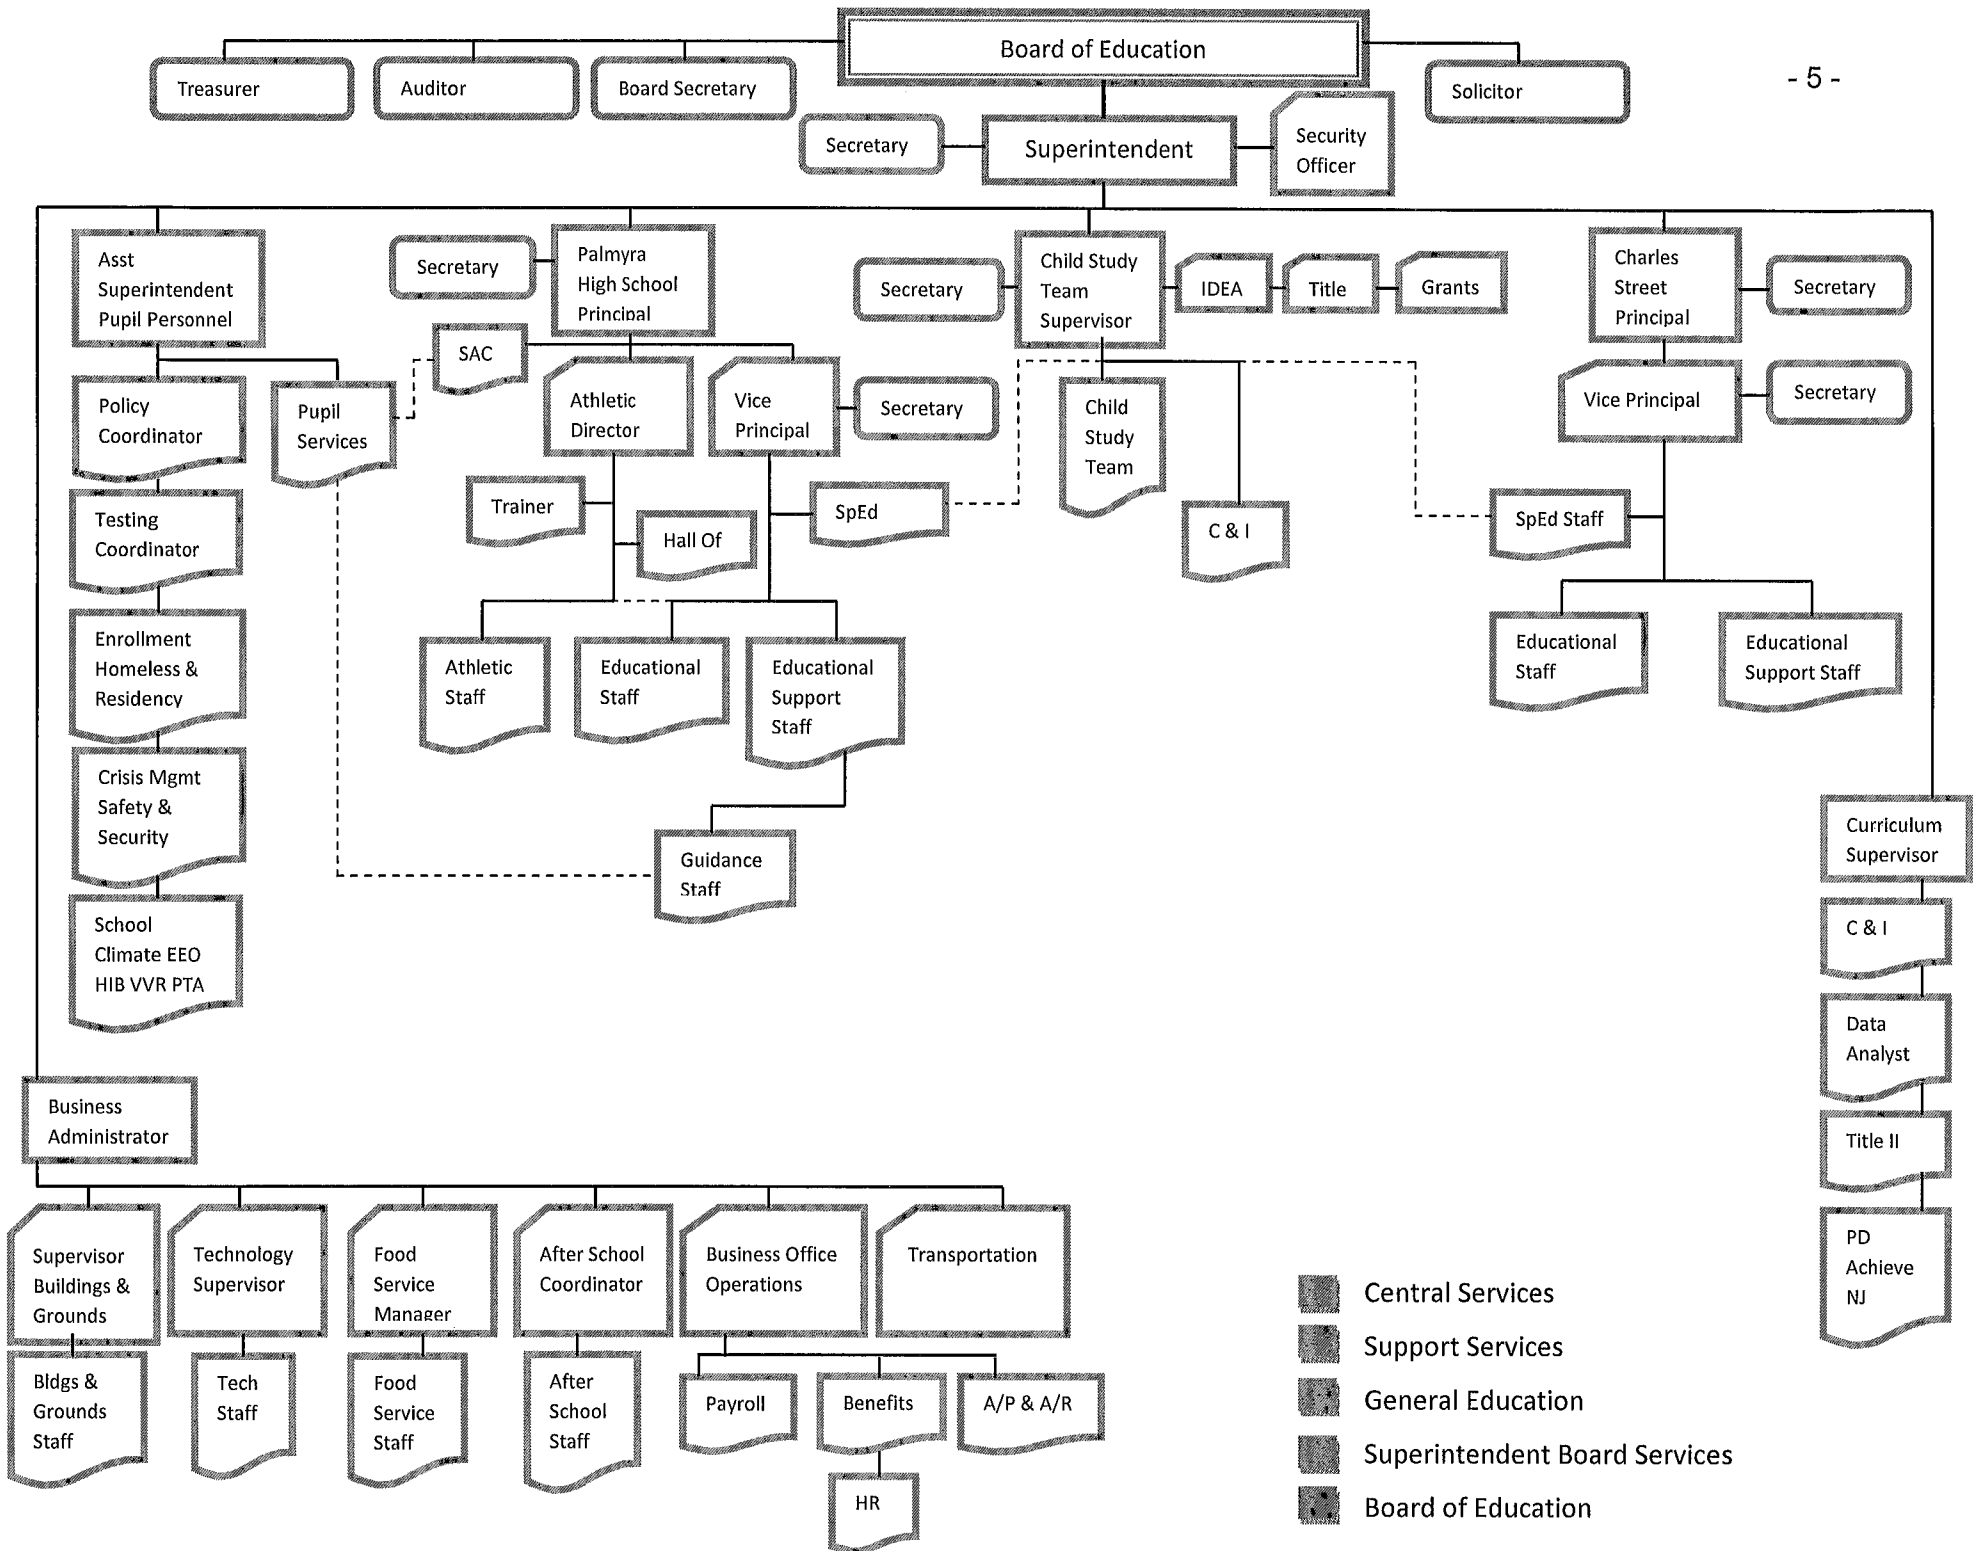 Board of Education
- 5 -
Treasurer
Auditor
Board Secretary
Solicitor
Secretary
Superintendent
Security
Officer
Asst
Superintendent
Pupil Personnel
Secretary
Palmyra
High School
Principal
Secretary
Child Study
Team
Supervisor
IDEA
Title
Grants
Charles
Street
Principal
Secretary
SAC
Policy
Coordinator
Pupil
Services
Athletic
Director
Vice
Principal
Secretary
Child
Study
Team
Vice Principal
Secretary
Testing
Coordinator
Trainer
Hall Of
SpEd
C & I
SpEd Staff
Enrollment
Homeless &
Residency
Athletic
Staff
Educational
Staff
Educational
Support
Staff
Educational
Staff
Educational
Support Staff
Crisis Mgmt
Safety &
Security
Guidance
Staff
Curriculum
Supervisor
School
Climate EEO
HIB VVR PTA
C & I
Data
Analyst
Business
Administrator
Title II
Supervisor
Buildings &
Grounds
Technology
Supervisor
Food
Service
Manager
After School
Coordinator
Business Office
Operations
Transportation
PD
Achieve
NJ
Bldgs &
Grounds
Staff
Tech
Staff
Food
Service
Staff
After
School
Staff
Payroll
Benefits
A/P & A/R
HR
Central Services
Support Services
General Education
Superintendent Board Services
Board of Education